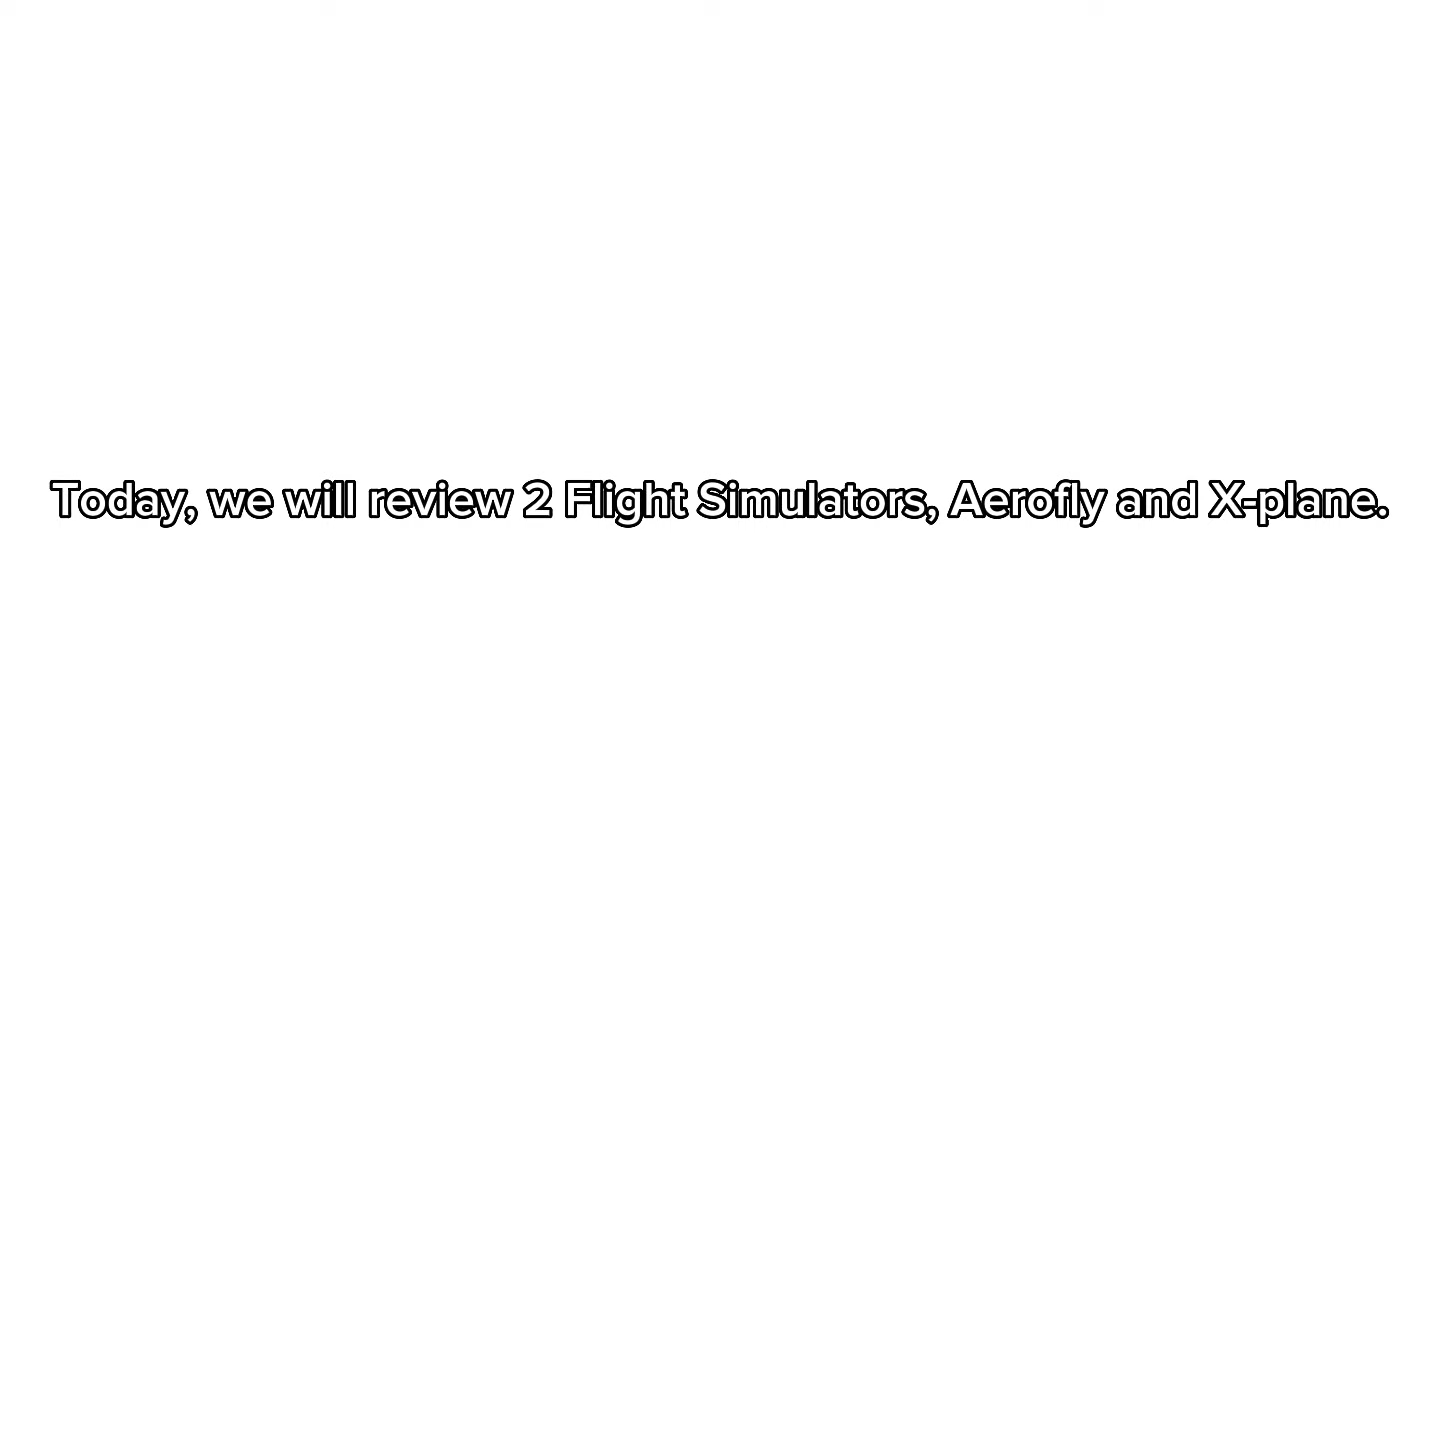 Today, we will review 2 Flight Simulators, Aerofly and X-plane.